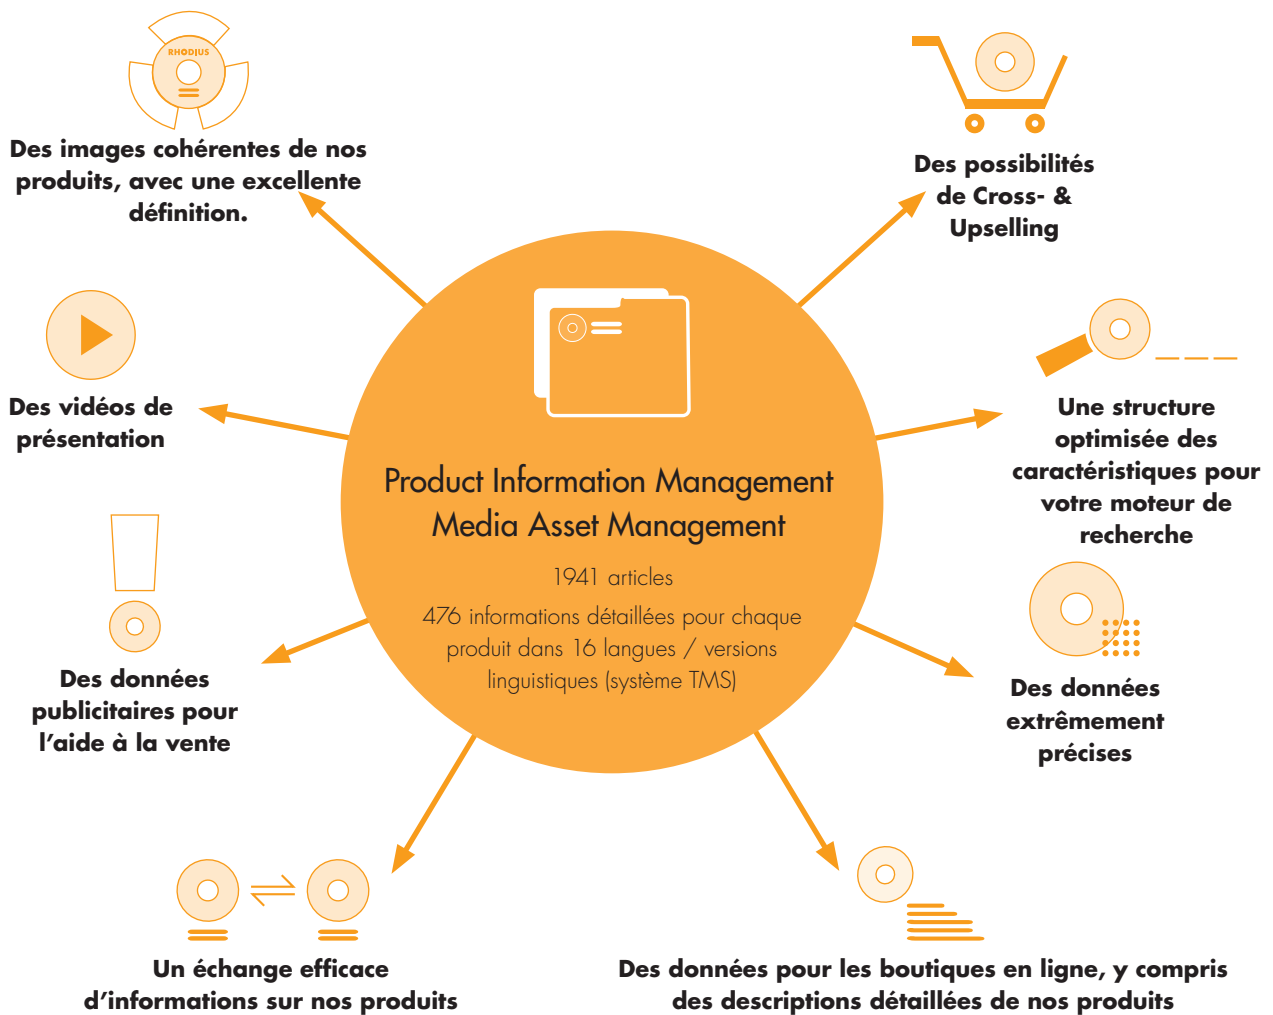 RHODIUS
Des images cohérentes de nos
produits, avec une excellente
définition.
Des possibilités
de Cross- &
Upselling
Des vidéos de
présentation
Une structure
optimisée des
caractéristiques pour
votre moteur de
recherche
Product Information Management
Media Asset Management
1941 articles
476 informations détaillées pour chaque
produit dans 16 langues / versions
linguistiques (système TMS)
Des données
publicitaires pour
l’aide à la vente
Des données
extrêmement
précises
Un échange efficace
d’informations sur nos produits
Des données pour les boutiques en ligne, y compris
des descriptions détaillées de nos produits